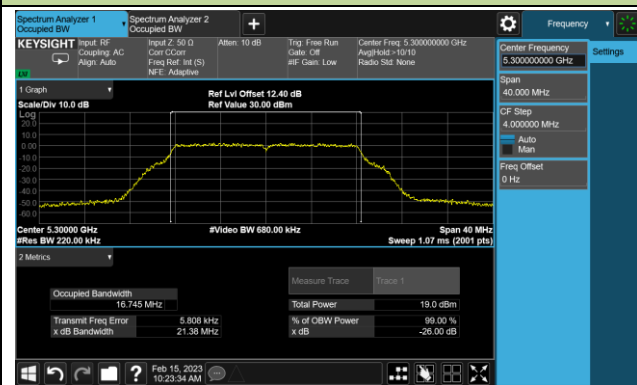 Spectrum Analyzer 1
Occupied BW
Spectrum Analyzer 2
Occupied BW
+
Frequency
KEYSIGHT
LXI
Input: RF
Coupling: AC
Align: Auto
Input Z: 50 Ω
Corr CCorr
Freq Ref: Int (S)
NFE: Adaptive
Atten: 10 dB
Trig: Free Run
Gate: Off
#IF Gain: Low
Center Freq: 5.300000000 GHz
Avg|Hold:>10/10
Radio Std: None
Center Frequency
5.300000000 GHz
Settings
Span
40.000 MHz
CF Step
4.000000 MHz
Auto
Man
Freq Offset
0 Hz
1 Graph
Scale/Div 10.0 dB
Ref Lvl Offset 12.40 dB
Ref Value 30.00 dBm
Log
20.0
10.0
0.00
-10.0
-20.0
-30.0
-40.0
-50.0
-60.0
Center 5.30000 GHz
#Video BW 680.00 kHz
Span 40 MHz
#Res BW 220.00 kHz
Sweep 1.07 ms (2001 pts)
2 Metrics
Measure Trace
Trace 1
Occupied Bandwidth
16.745 MHz
Total Power
19.0 dBm
Transmit Freq Error
5.808 kHz
% of OBW Power
99.00 %
x dB Bandwidth
21.38 MHz
x dB
-26.00 dB
?
Feb 15, 2023
10:23:34 AM